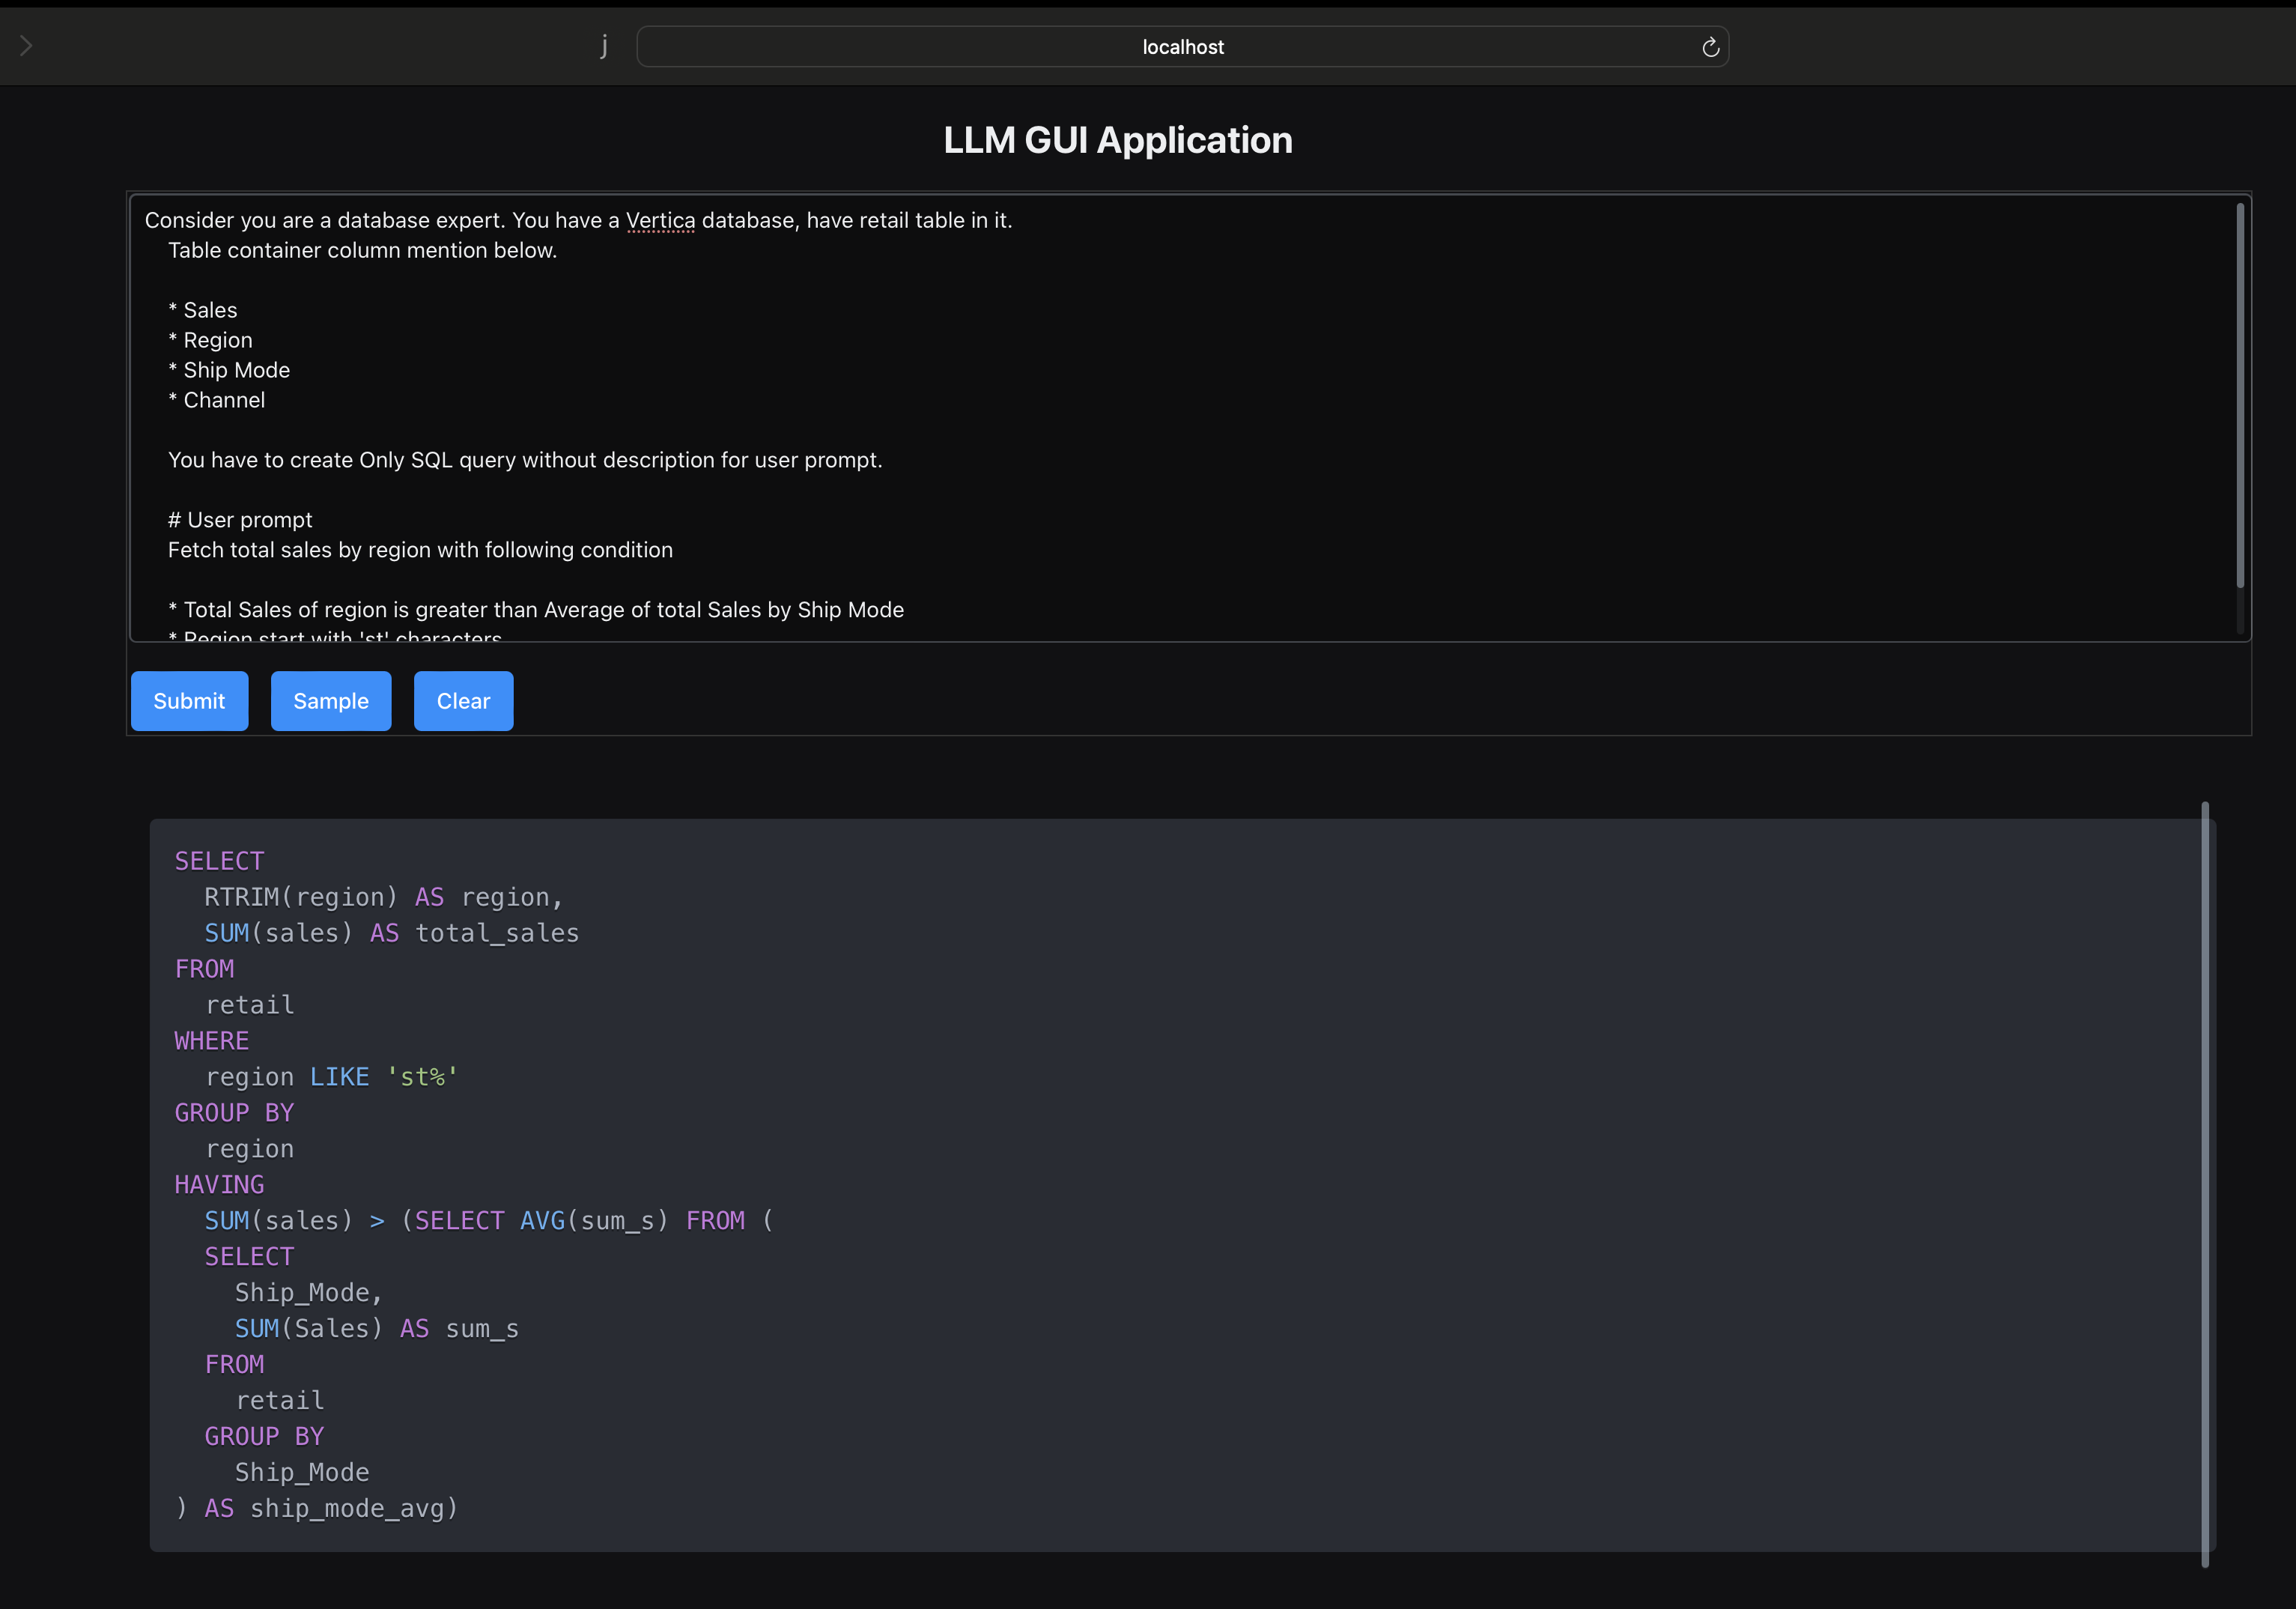 j
localhost
LLM GUI Application
Consider you are a database expert. You have a Vertica database, have retail table in it.
Table container column mention below.
* Sales
* Region
* Ship Mode
* Channel
You have to create Only SQL query without description for user prompt.
# User prompt
Fetch total sales by region with following condition
* Total Sales of region is greater than Average of total Sales by Ship Mode
* Region start with 'st' characters
Submit Sample Clear
SELECT
RTRIM(region) AS region,
SUM(sales) AS total_sales
FROM
retail
WHERE
region LIKE 'st%'
GROUP BY
region
HAVING
SUM(sales) > (SELECT AVG(sum_s) FROM (
SELECT
Ship_Mode,
SUM(Sales) AS sum_s
FROM
retail
GROUP BY
Ship_Mode
) AS ship_mode_avg)